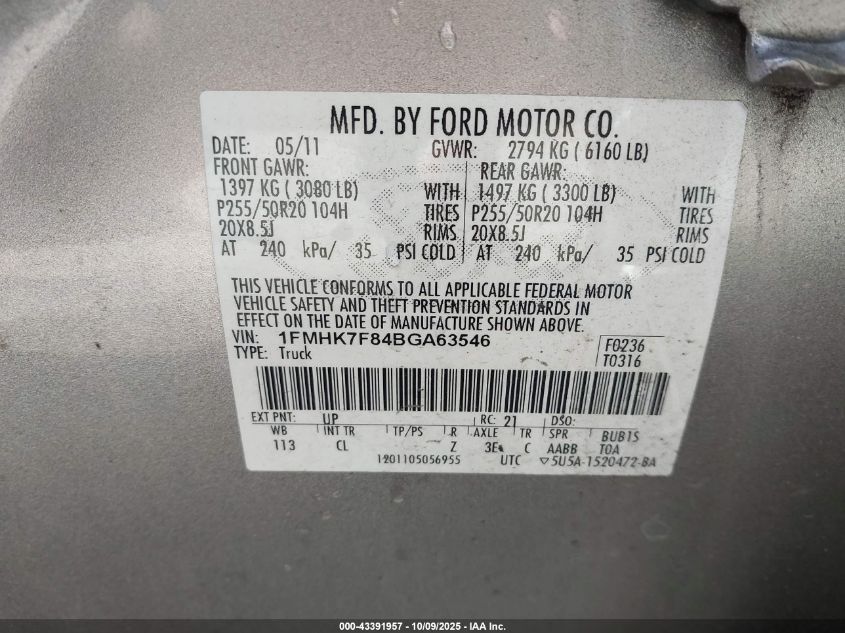 MFD. BY FORD MOTOR CO.
DATE: 05/11 GVWR: 2794 KG ( 6160 LB)
FRONT GAWR: REAR GAWR:
1397 KG ( 3080 LB) WITH 1497 KG ( 3300 LB) WITH
P255/50R20 104H TIRES P255/50R20 104H TIRES
20X8.5J RIMS 20X8.5J RIMS
AT 240 kPa/ 35 PSI COLD AT 240 kPa/ 35 PSI COLD
THIS VEHICLE CONFORMS TO ALL APPLICABLE FEDERAL MOTOR
VEHICLE SAFETY AND THEFT PREVENTION STANDARDS IN
EFFECT ON THE DATE OF MANUFACTURE SHOWN ABOVE.
VIN: 1FMHK7F84BGA63546 F0236
TYPE: Truck T0316
EXT PNT: UP RC: 21 DSO:
WB INT TR TP/PS R AXLE TR SPR BUB1S
113 CL Z 3E C AABB TOA
1201105056955 UTC ▽5U5A-1520472-BA
000-43391957 - 10/09/2025 - IAA Inc.